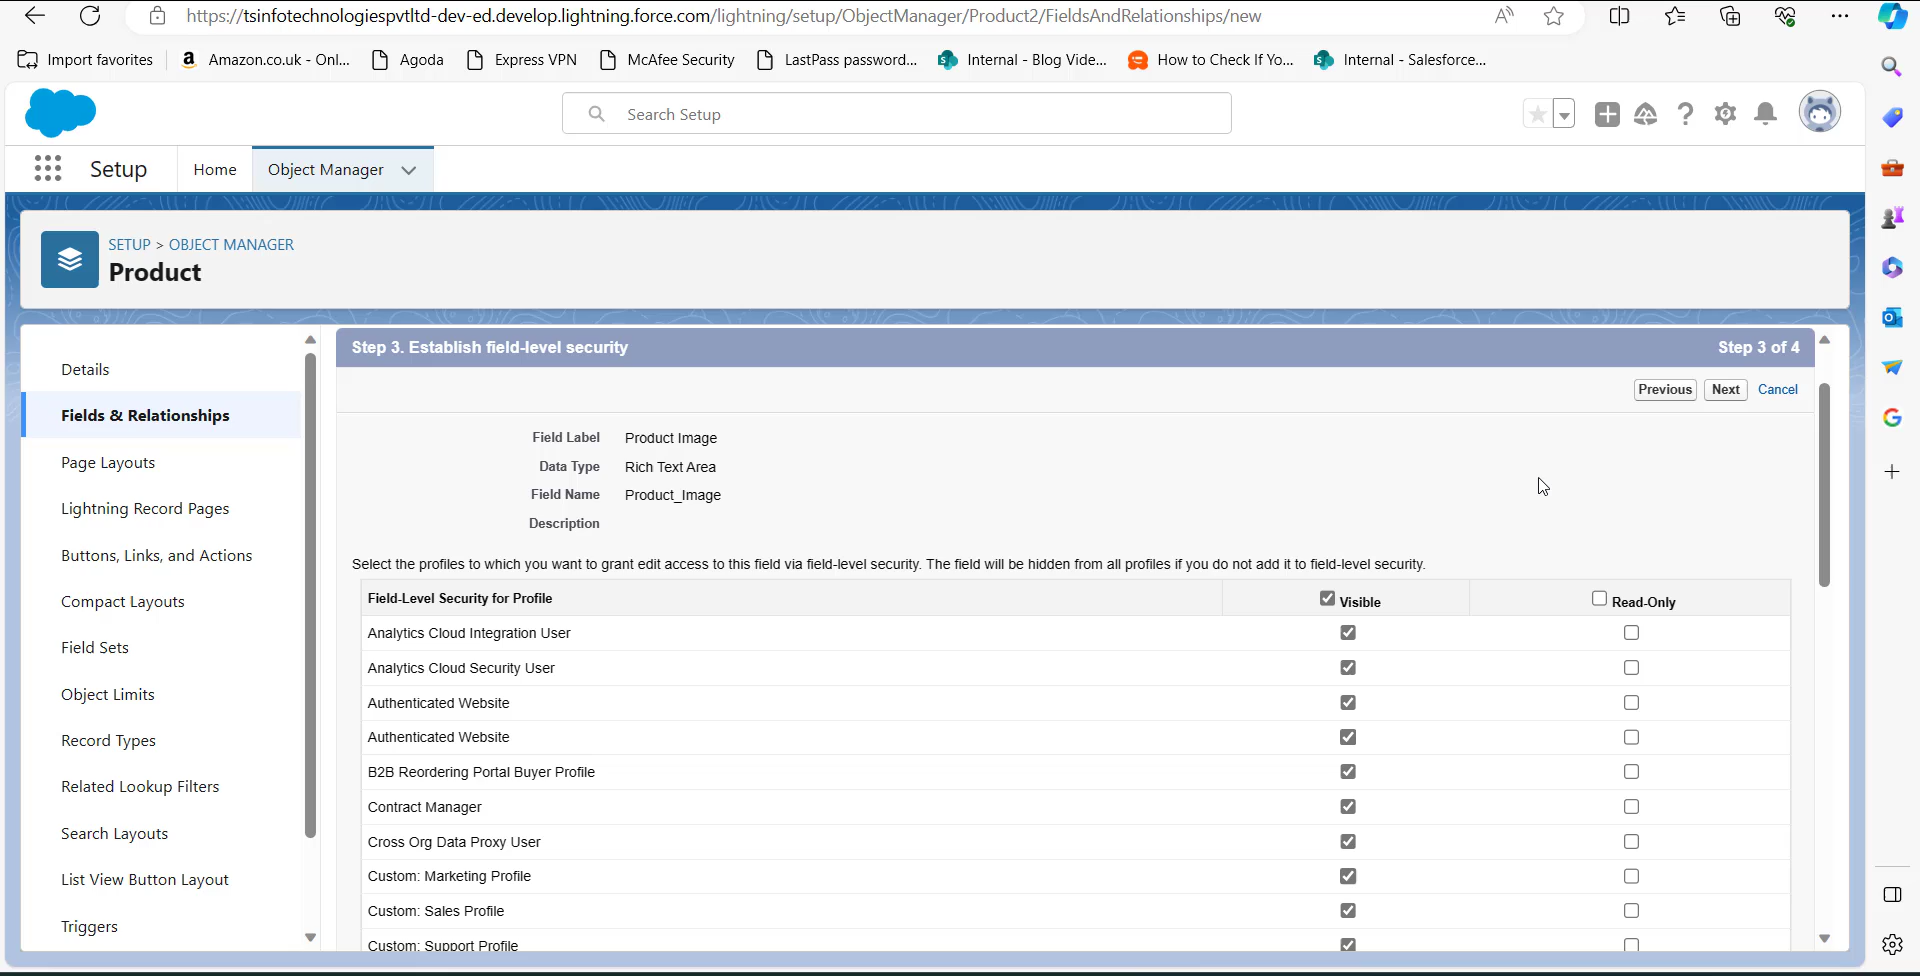 https://tsinfotechnologiespvtltd-dev-ed.develop.lightning.force.com/lightning/setup/ObjectManager/Product2/FieldsAndRelationships/new
Import favorites
Amazon.co.uk - Onl...
Agoda
Express VPN
McAfee Security
LastPass password...
Internal - Blog Vide...
How to Check If Yo...
Internal - Salesforce...
Search Setup
Setup
Home
Object Manager
SETUP > OBJECT MANAGER
Product
Details
Fields & Relationships
Page Layouts
Lightning Record Pages
Buttons, Links, and Actions
Compact Layouts
Field Sets
Object Limits
Record Types
Related Lookup Filters
Search Layouts
List View Button Layout
Triggers
Step 3. Establish field-level security
Step 3 of 4
Previous
Next
Cancel
Field Label Product Image
Data Type Rich Text Area
Field Name Product_Image
Description
Select the profiles to which you want to grant edit access to this field via field-level security. The field will be hidden from all profiles if you do not add it to field-level security.
Field-Level Security for Profile Visible Read-Only
Analytics Cloud Integration User
Analytics Cloud Security User
Authenticated Website
Authenticated Website
B2B Reordering Portal Buyer Profile
Contract Manager
Cross Org Data Proxy User
Custom: Marketing Profile
Custom: Sales Profile
Custom: Support Profile